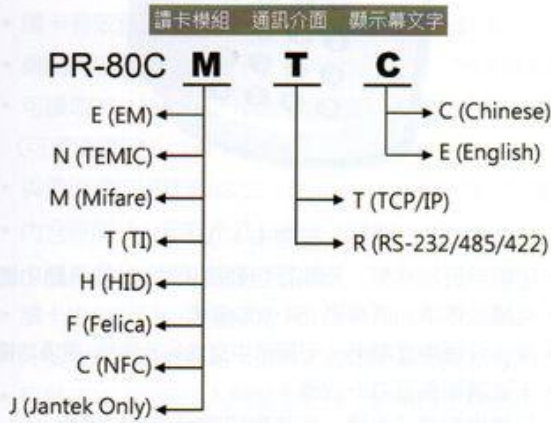 讀卡模組 通訊介面 顯示幕文字
PR-80C M T C
E (EM)
N (TEMIC)
M (Mifare)
T (TI)
H (HID)
F (Felica)
C (NFC)
J (Jantek Only)
C (Chinese)
E (English)
T (TCP/IP)
R (RS-232/485/422)